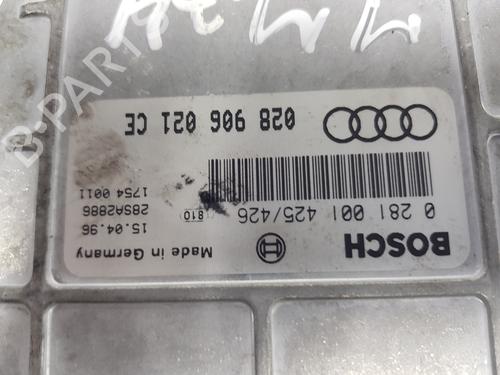 BOSCH
Made in Germany
0 281 001 425/426
810
15.04.96
28SA2886
1754 0011
028 906 021 CE
B-PARTS